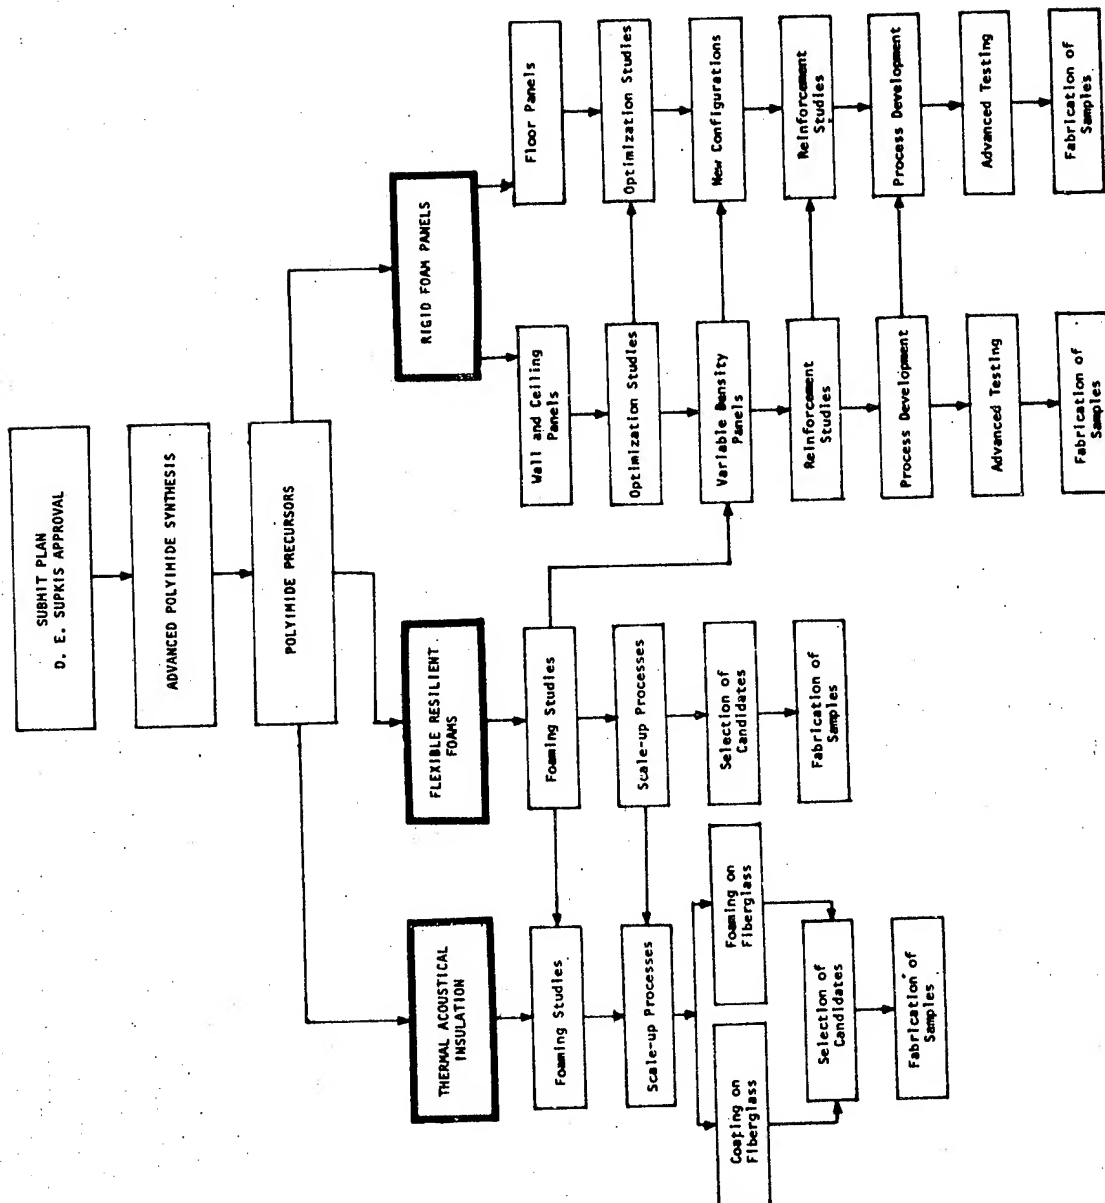 SUBMIT PLAN
D. E. SUPKIS APPROVAL
ADVANCED POLYIMIDE SYNTHESIS
POLYIMIDE PRECURSORS
THERMAL ACOUSTICAL
INSULATION
FLEXIBLE RESILIENT
FOAMS
RIGID FOAM PANELS
Foaming Studies
Scale-up Processes
Coating on
Fiberglass
Foaming on
Fiberglass
Selection of
Candidates
Fabrication of
Samples
Foaming Studies
Scale-up Processes
Selection of
Candidates
Fabrication of
Samples
Wall and Ceiling
Panels
Optimization Studies
Variable Density
Panels
Reinforcement
Studies
Process Development
Advanced Testing
Fabrication of
Samples
Floor Panels
Optimization Studies
New Configurations
Reinforcement
Studies
Process Development
Advanced Testing
Fabrication of
Samples